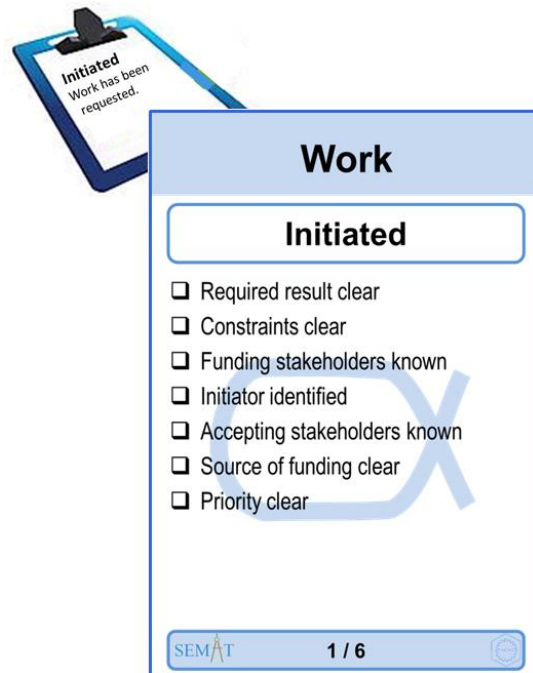 Initiated
Work has been
requested.
Work
Initiated
❑ Required result clear
❑ Constraints clear
❑ Funding stakeholders known
❑ Initiator identified
❑ Accepting stakeholders known
❑ Source of funding clear
❑ Priority clear
SEMAT
1 / 6